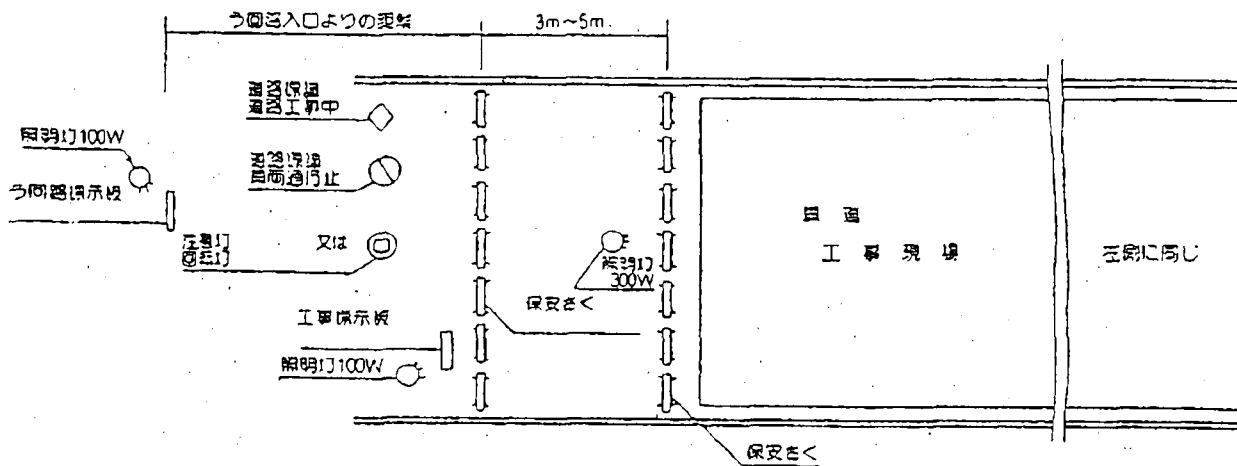 う回路入口よりの距離
3m~5m
道路標識
道路工事中
照明灯100W
道路標識
車両通行止
う回路標示板
注意灯
回転灯
又は
車道
工事現場
左側に同じ
照明灯
300W
保安さく
工事標示板
照明灯100W
保安さく